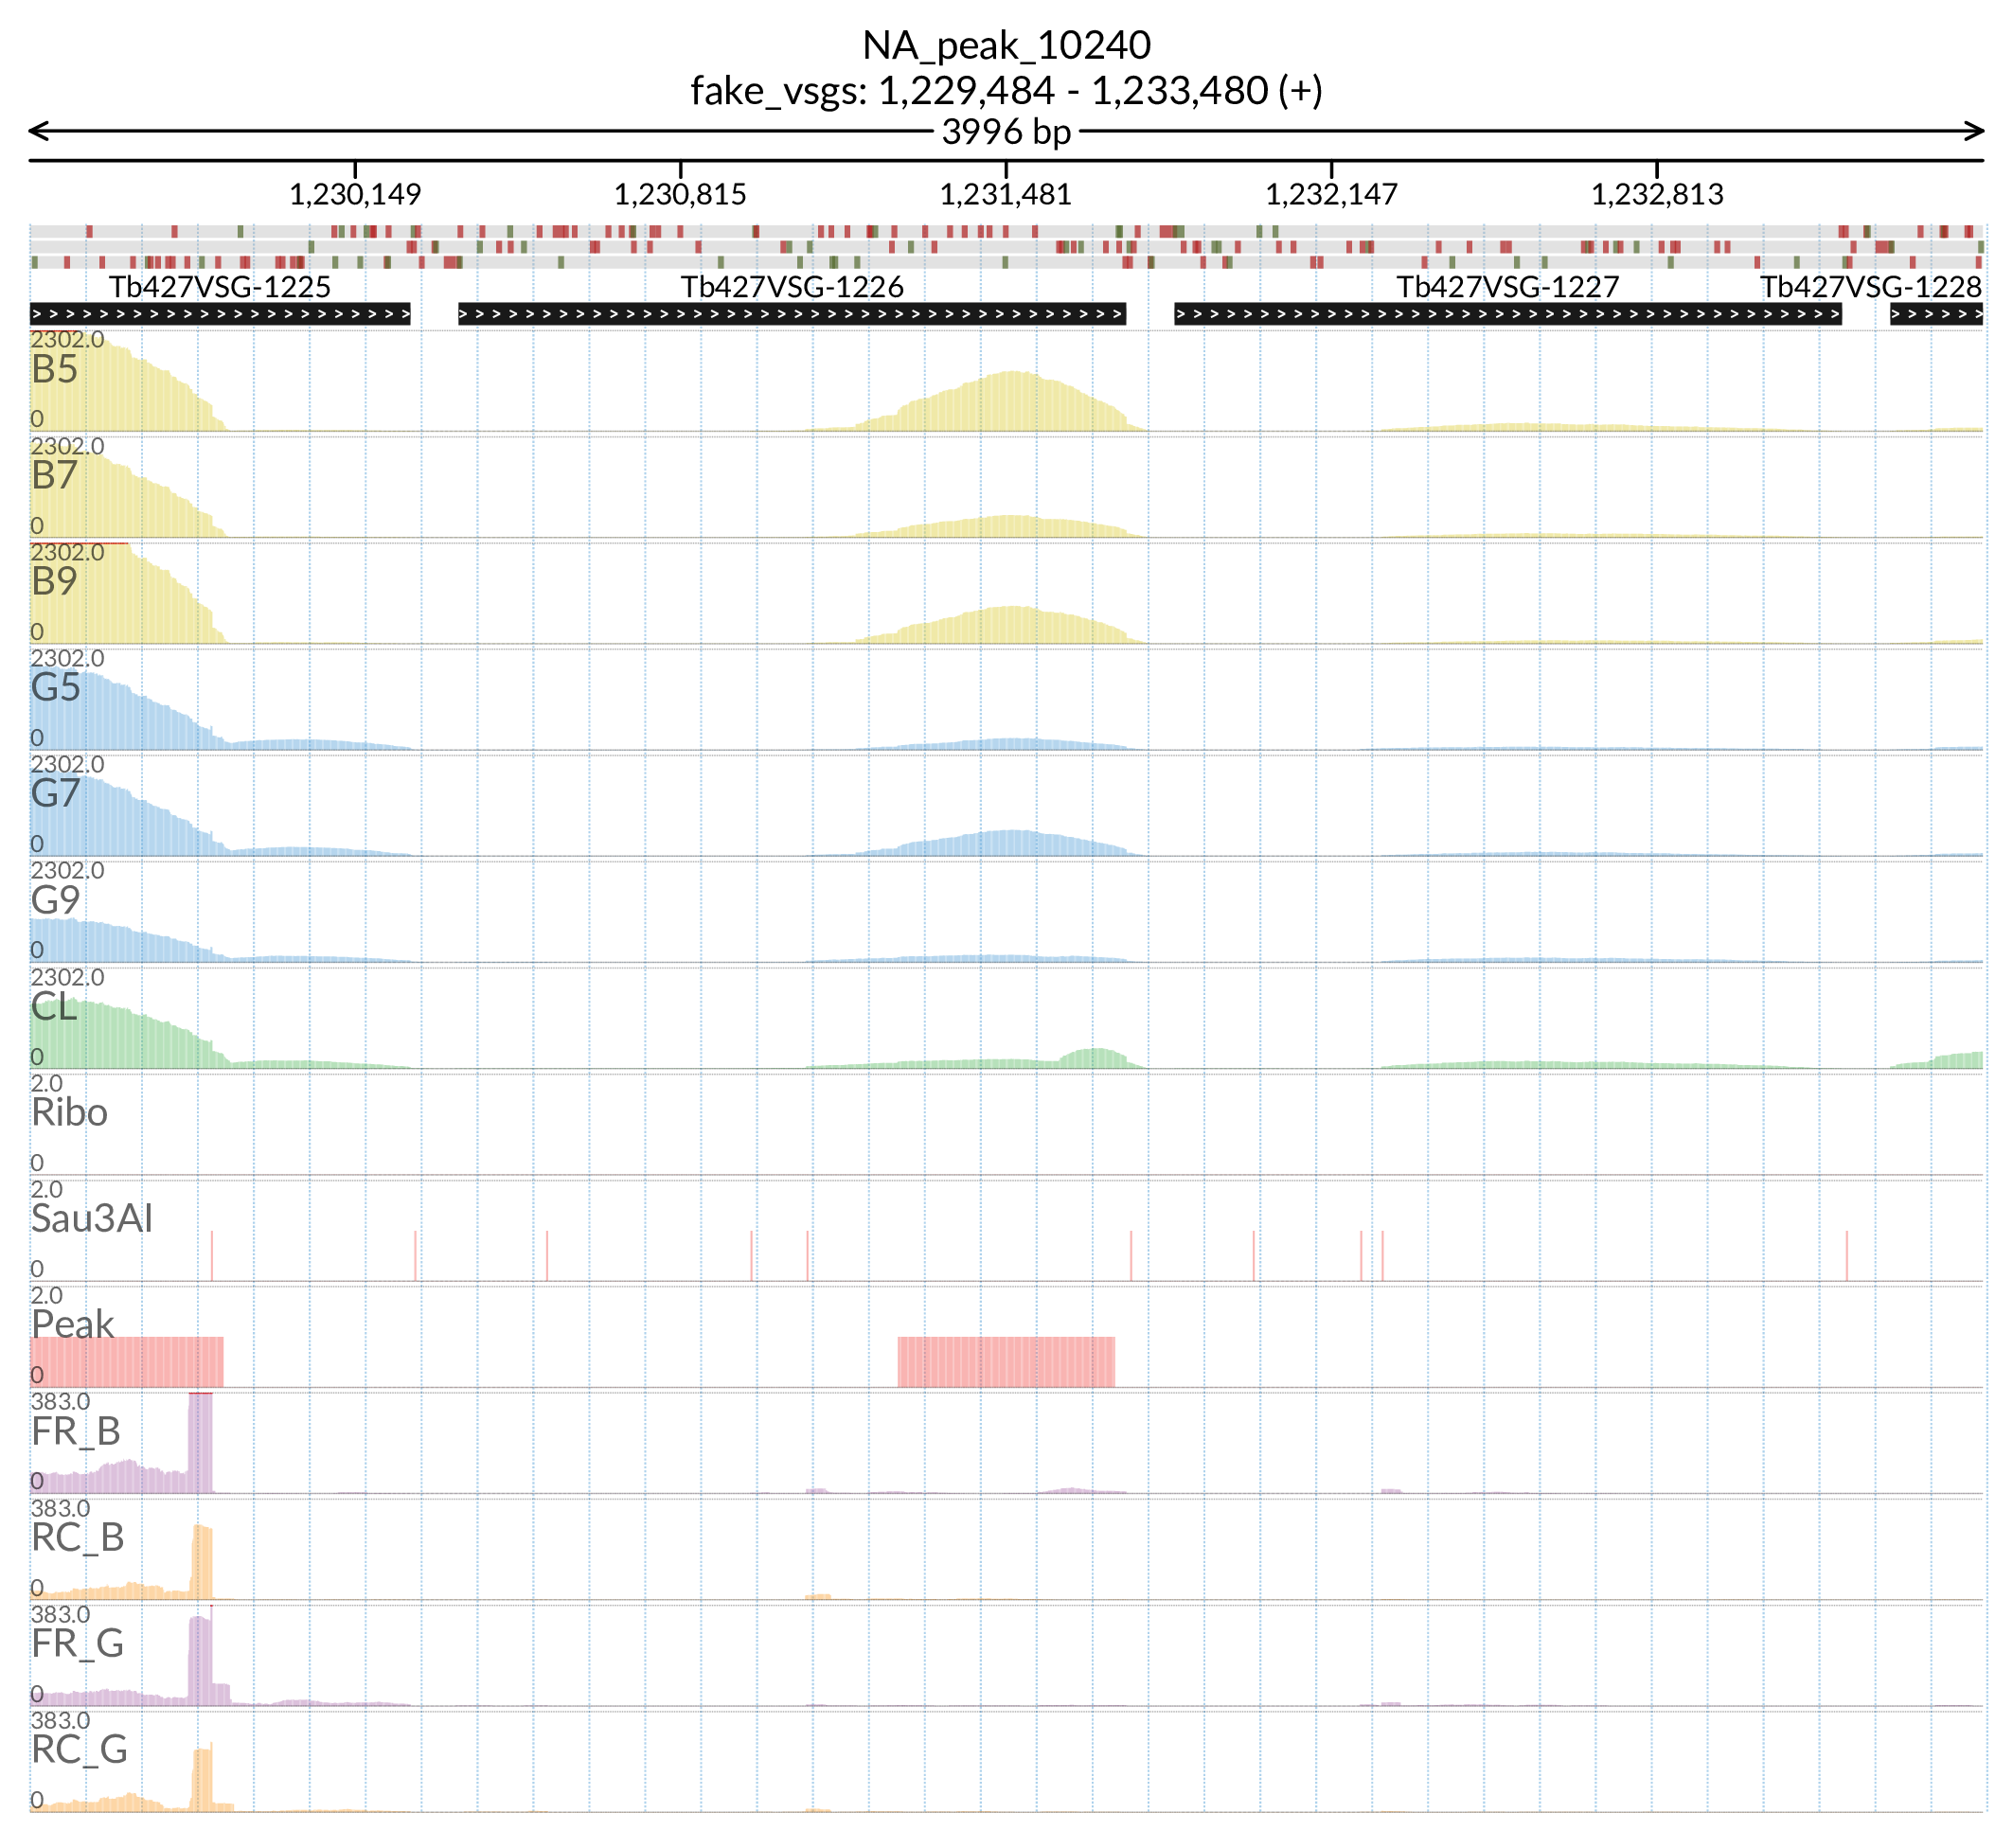 NA_peak_10240
fake_vsgs: 1,229,484 - 1,233,480 (+)
3996 bp
1,230,149 1,230,815 1,231,481 1,232,147 1,232,813
Tb427VSG-1225 Tb427VSG-1226 Tb427VSG-1227 Tb427VSG-1228
2302.0
B5
0
2302.0
B7
0
2302.0
B9
0
2302.0
G5
0
2302.0
G7
0
2302.0
G9
0
2302.0
CL
0
2.0
Ribo
0
2.0
Sau3AI
0
2.0
Peak
0
383.0
FR_B
0
383.0
RC_B
0
383.0
FR_G
0
383.0
RC_G
0